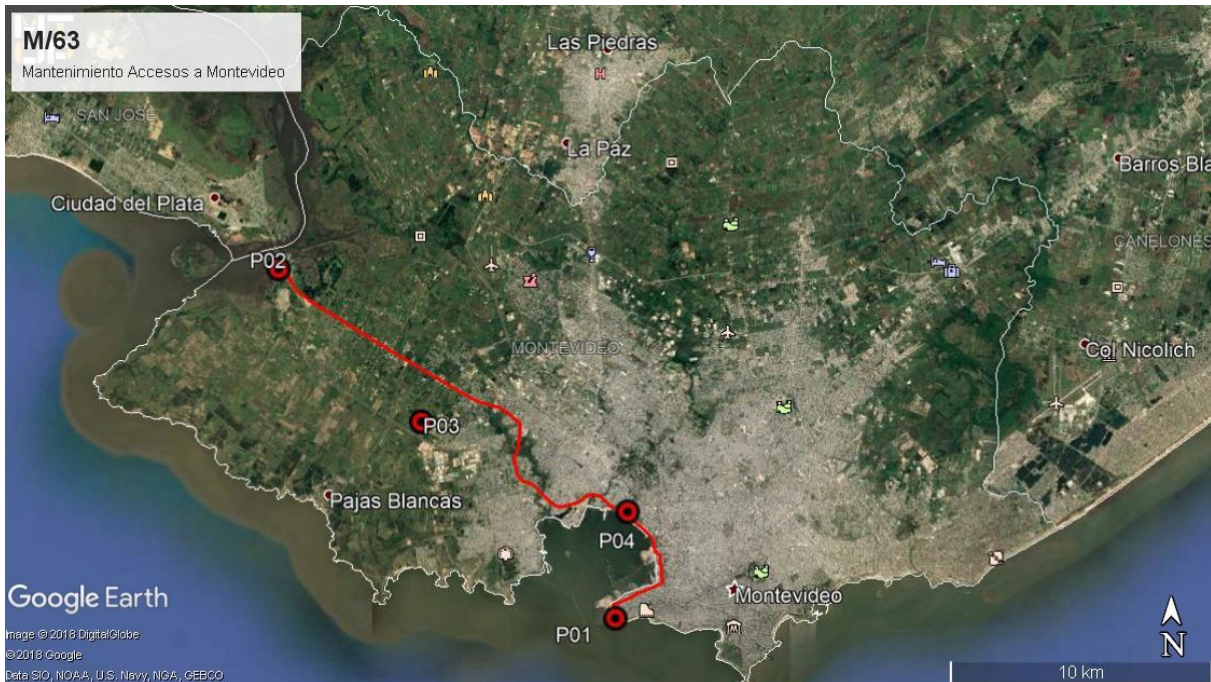 M/63
Mantenimiento Accesos a Montevideo
Las Piedras
SAN JOSE
La Paz
Barros Bla
Ciudad del Plata
CANELONES
P02
MONTEVIDEO
Col Nicolich
P03
Pajas Blancas
P04
Google Earth
Montevideo
P01
Image © 2018 DigitalGlobe
© 2018 Google
Data SIO, NOAA, U.S. Navy, NGA, GEBCO
N
10 km